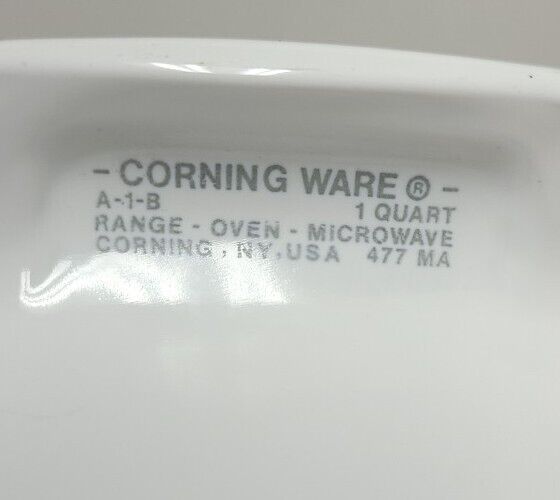 - CORNING WARE ® -
A-1-B 1 QUART
RANGE - OVEN - MICROWAVE
CORNING , NY, USA 477 MA